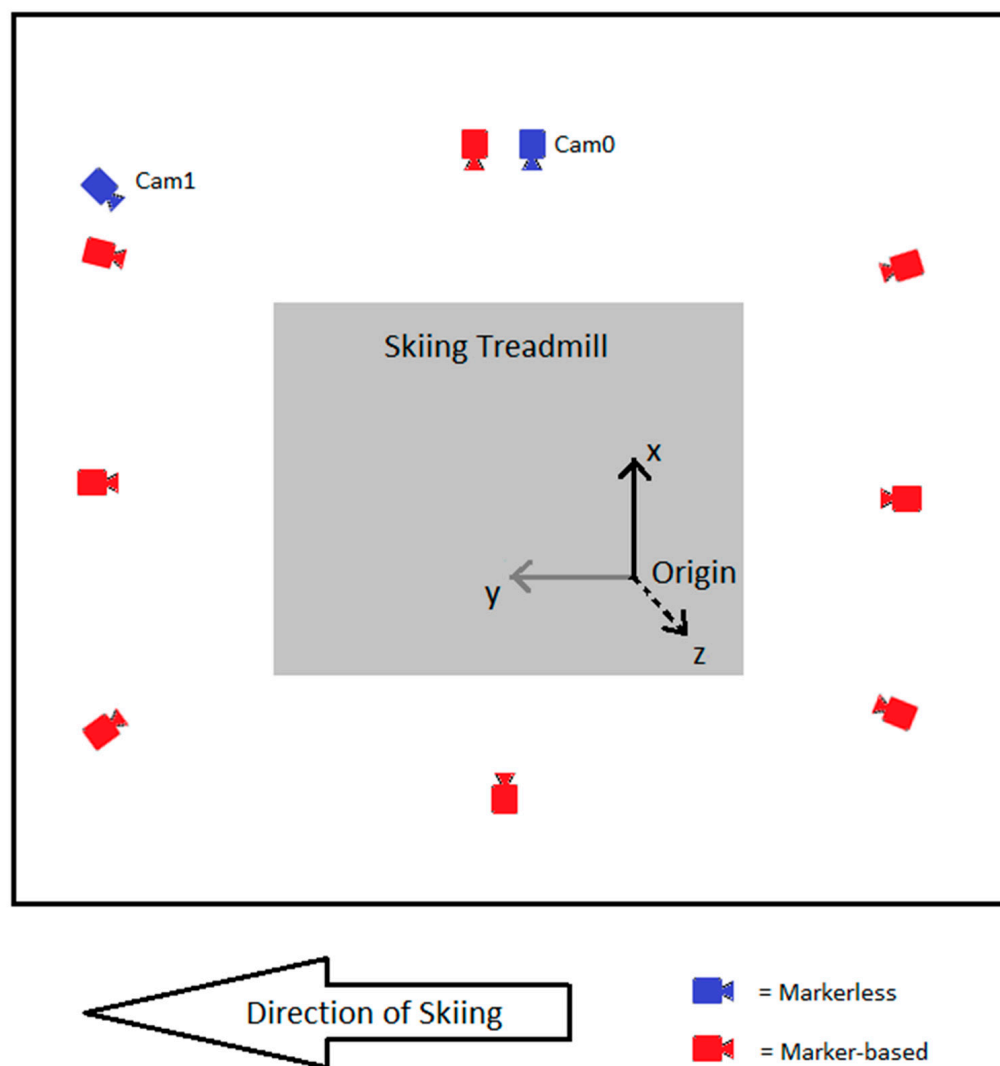 Cam0
Cam1
Skiing Treadmill
x
Origin
y
z
Direction of Skiing
= Markerless
= Marker-based